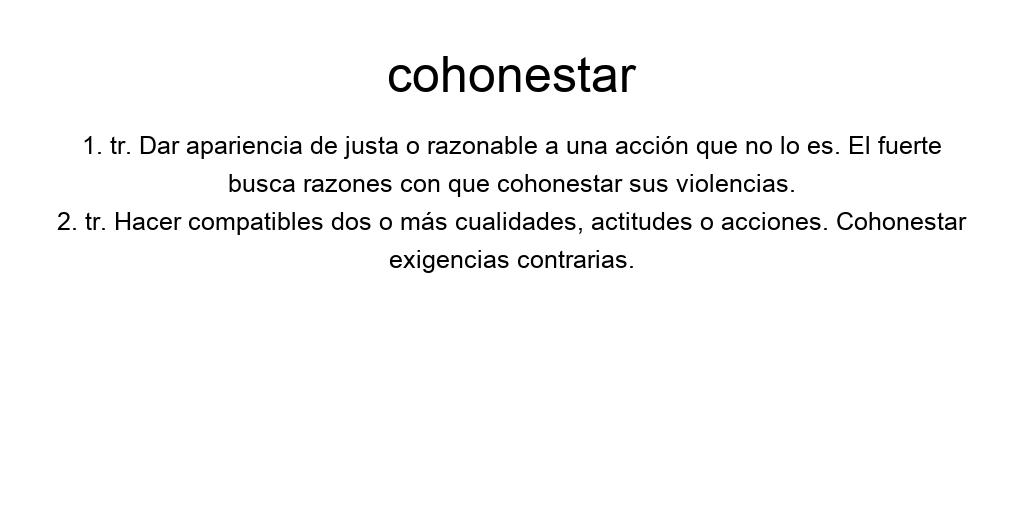 cohonestar
1. tr. Dar apariencia de justa o razonable a una acción que no lo es. El fuerte
busca razones con que cohonestar sus violencias.
2. tr. Hacer compatibles dos o más cualidades, actitudes o acciones. Cohonestar
exigencias contrarias.